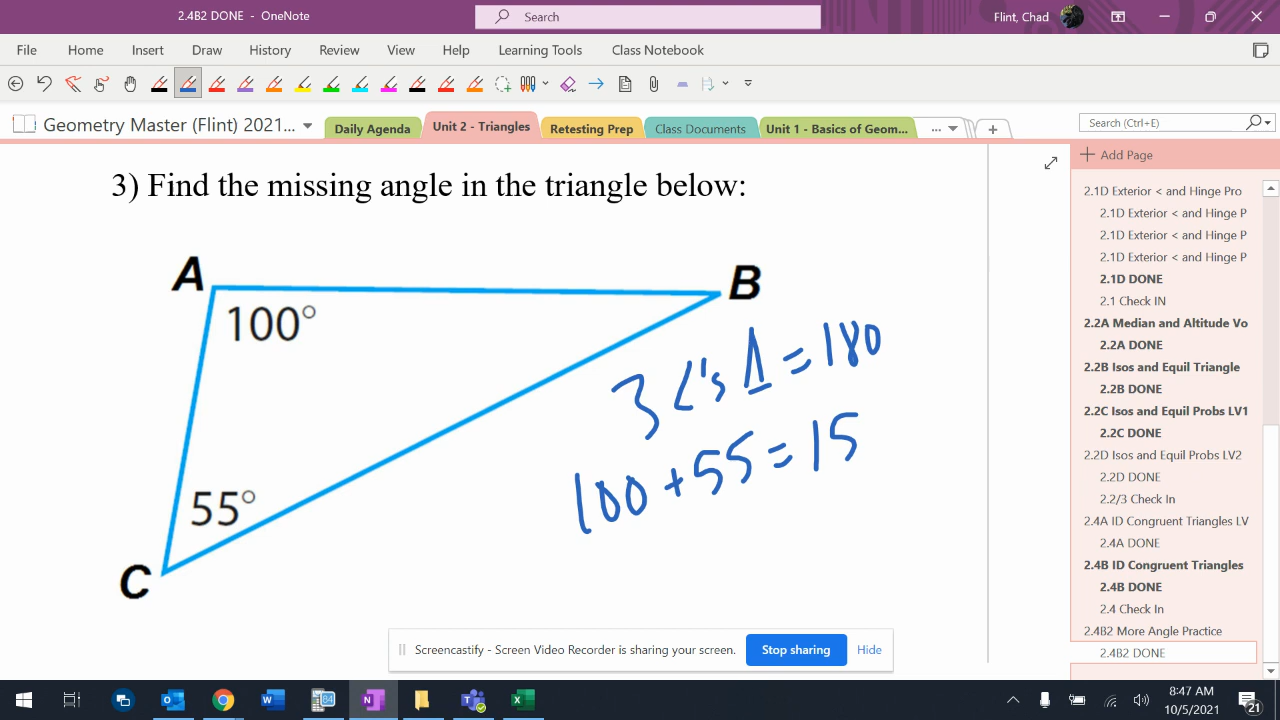 2.4B2 DONE - OneNote
Search
Flint, Chad
File Home Insert Draw History Review View Help Learning Tools Class Notebook
Geometry Master (Flint) 2021...
Daily Agenda
Unit 2 - Triangles
Retesting Prep
Class Documents
Unit 1 - Basics of Geom...
...
Search (Ctrl+E)
Add Page
3) Find the missing angle in the triangle below:
A
B
100°
3 <'s Δ = 180
100 + 55 = 15
55°
C
2.1D Exterior < and Hinge Pro
2.1D Exterior < and Hinge P
2.1D Exterior < and Hinge P
2.1D Exterior < and Hinge P
2.1D DONE
2.1 Check IN
2.2A Median and Altitude Vo
2.2A DONE
2.2B Isos and Equil Triangle
2.2B DONE
2.2C Isos and Equil Probs LV1
2.2C DONE
2.2D Isos and Equil Probs LV2
2.2D DONE
2.2/3 Check In
2.4A ID Congruent Triangles LV
2.4A DONE
2.4B ID Congruent Triangles
2.4B DONE
2.4 Check In
2.4B2 More Angle Practice
2.4B2 DONE
Screencastify - Screen Video Recorder is sharing your screen.
Stop sharing
Hide
8:47 AM
10/5/2021
21